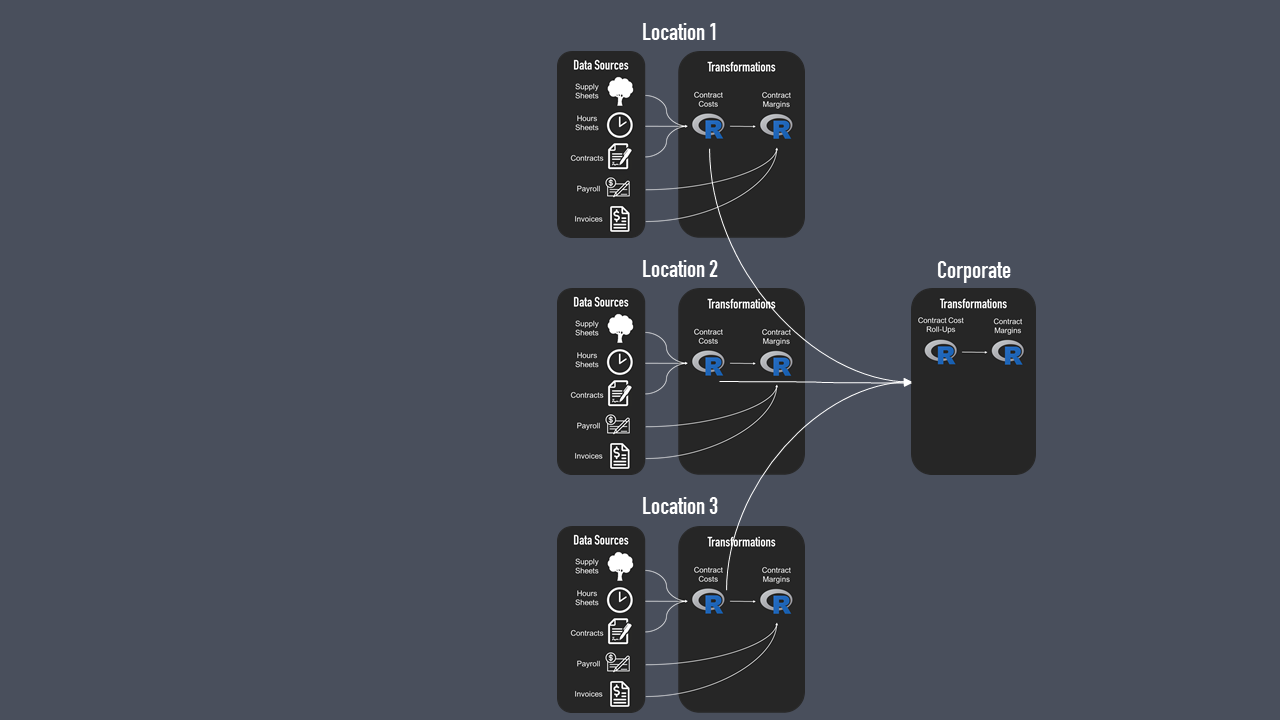 Location 1
Data Sources
Supply
Sheets
Hours
Sheets
Contracts
Payroll
Invoices
Transformations
Contract
Costs
R
Contract
Margins
R
Location 2
Data Sources
Supply
Sheets
Hours
Sheets
Contracts
Payroll
Invoices
Transformations
Contract
Costs
R
Contract
Margins
R
Corporate
Transformations
Contract Cost
Roll-Ups
R
Contract
Margins
R
Location 3
Data Sources
Supply
Sheets
Hours
Sheets
Contracts
Payroll
Invoices
Transformations
Contract
Costs
R
Contract
Margins
R